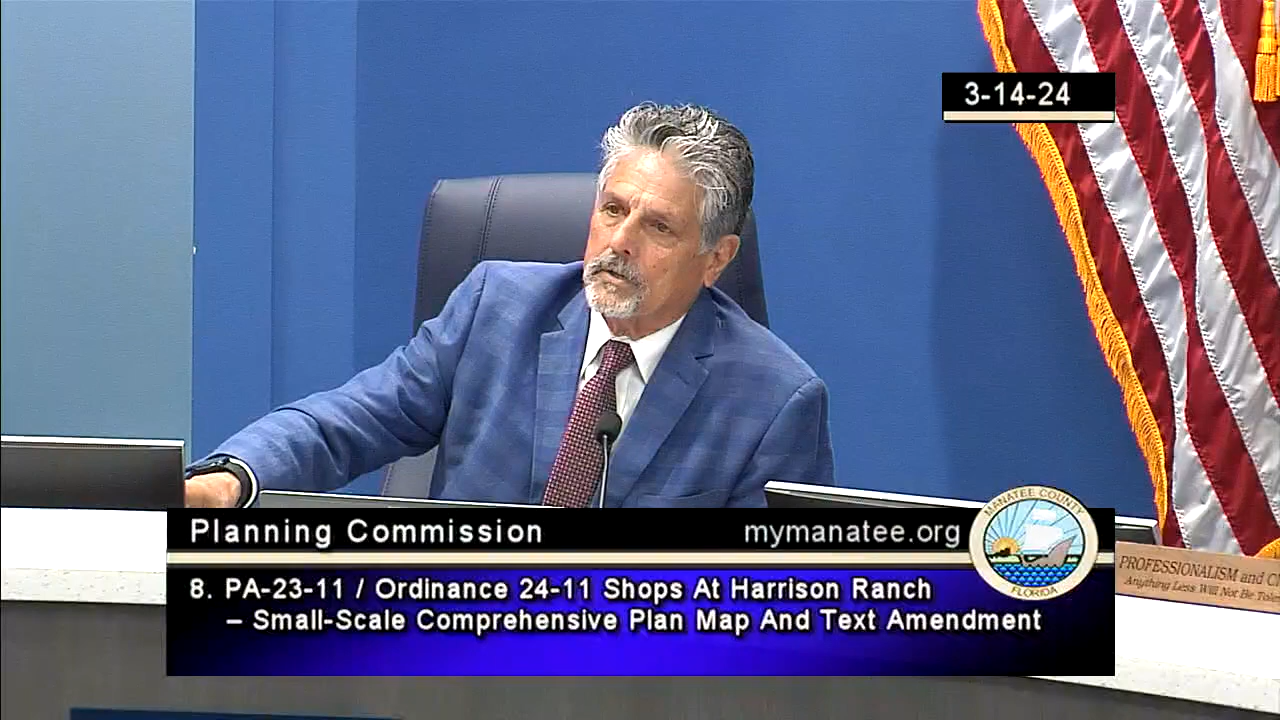 3-14-24
Planning Commission
mymanatee.org
MANATEE COUNTY
FLORIDA
8. PA-23-11 / Ordinance 24-11 Shops At Harrison Ranch
– Small-Scale Comprehensive Plan Map And Text Amendment
PROFESSIONALISM and
Anything Less Will Not Be